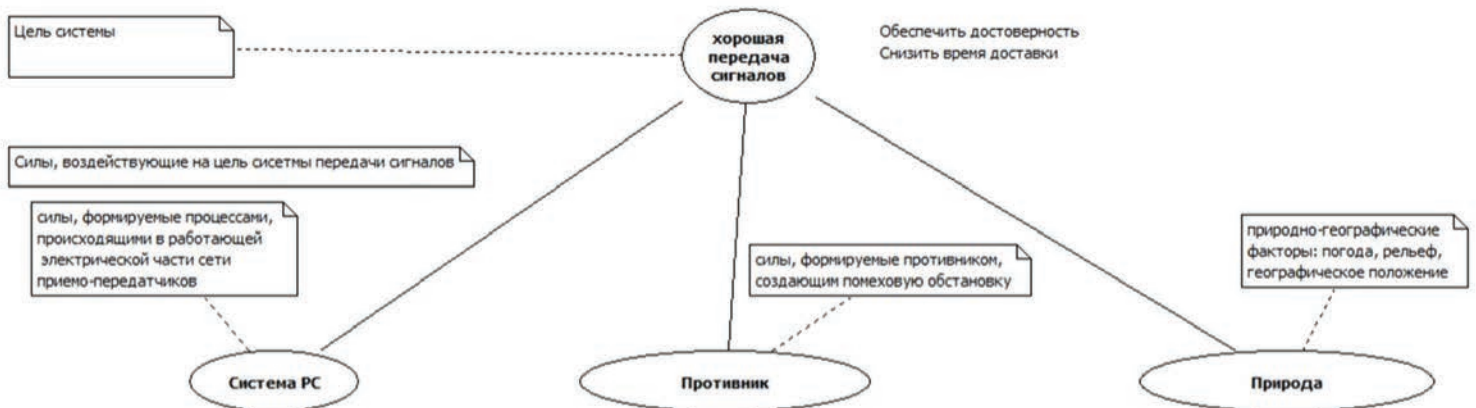 Цель системы
хорошая
передача
сигналов
Обеспечить достоверность
Снизить время доставки
Силы, воздействующие на цель сисетмы передачи сигналов
силы, формируемые процессами,
происходящими в работающей
электрической части сети
приемо-передатчиков
силы, формируемые противником,
создающим помеховую обстановку
природно-географические
факторы: погода, рельеф,
географическое положение
Система РС
Противник
Природа